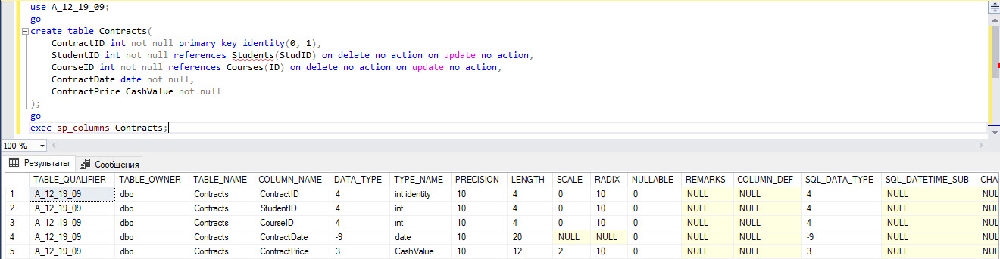 use A_12_19_09;
go
create table Contracts(
ContractID int not null primary key identity(0, 1),
StudentID int not null references Students(StudID) on delete no action on update no action,
CourseID int not null references Courses(ID) on delete no action on update no action,
ContractDate date not null,
ContractPrice CashValue not null
);
go
exec sp_columns Contracts;
100 %
Результаты Сообщения
TABLE_QUALIFIER TABLE_OWNER TABLE_NAME COLUMN_NAME DATA_TYPE TYPE_NAME PRECISION LENGTH SCALE RADIX NULLABLE REMARKS COLUMN_DEF SQL_DATA_TYPE SQL_DATETIME_SUB CHA
1 A_12_19_09 dbo Contracts ContractID 4 int identity 10 4 0 10 0 NULL NULL 4 NULL NUL
2 A_12_19_09 dbo Contracts StudentID 4 int 10 4 0 10 0 NULL NULL 4 NULL NUL
3 A_12_19_09 dbo Contracts CourseID 4 int 10 4 0 10 0 NULL NULL 4 NULL NUL
4 A_12_19_09 dbo Contracts ContractDate -9 date 10 20 NULL NULL 0 NULL NULL -9 NULL NUL
5 A_12_19_09 dbo Contracts ContractPrice 3 CashValue 10 12 2 10 0 NULL NULL 3 NULL NUL